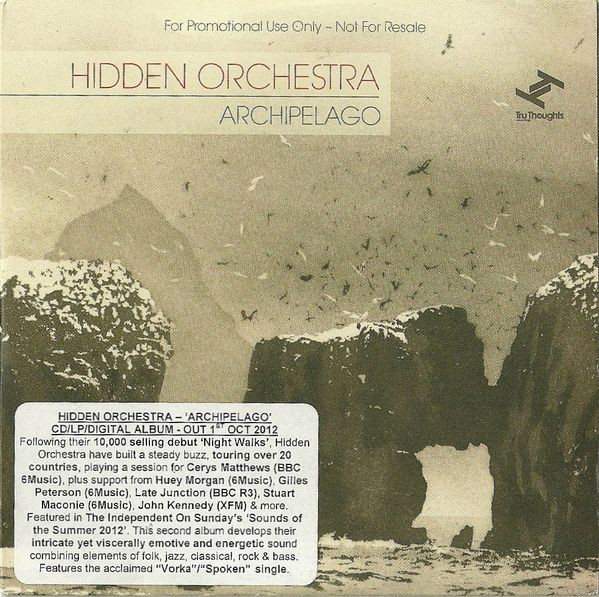 For Promotional Use Only – Not For Resale
HIDDEN ORCHESTRA
ARCHIPELAGO
Tru Thoughts
HIDDEN ORCHESTRA – 'ARCHIPELAGO'
CD/LP/DIGITAL ALBUM - OUT 1ST OCT 2012
Following their 10,000 selling debut 'Night Walks', Hidden
Orchestra have built a steady buzz, touring over 20
countries, playing a session for Cerys Matthews (BBC
6Music), plus support from Huey Morgan (6Music), Gilles
Peterson (6Music), Late Junction (BBC R3), Stuart
Maconie (6Music), John Kennedy (XFM) & more.
Featured in The Independent On Sunday's 'Sounds of
the Summer 2012'. This second album develops their
intricate yet viscerally emotive and energetic sound
combining elements of folk, jazz, classical, rock & bass.
Features the acclaimed "Vorka"/"Spoken" single.